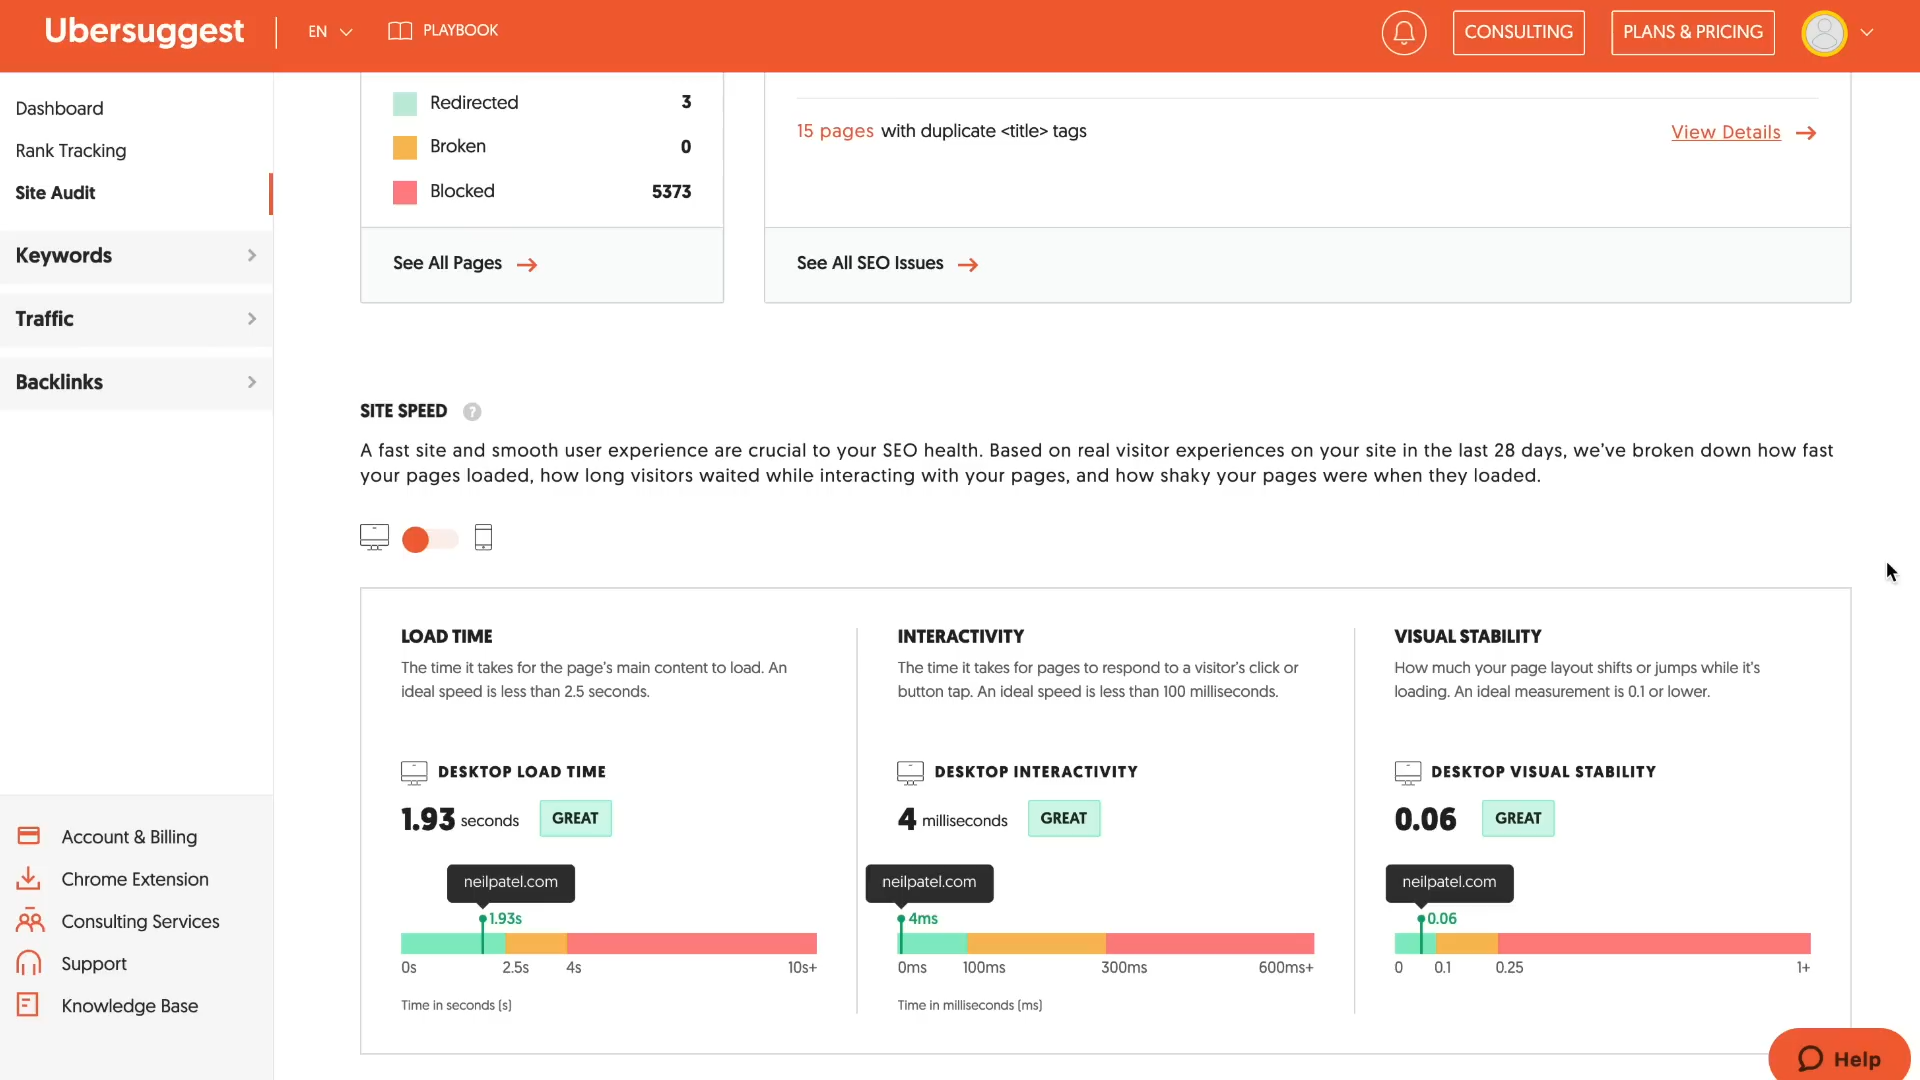 Ubersuggest
EN
PLAYBOOK
CONSULTING
PLANS & PRICING
Dashboard
Rank Tracking
Site Audit
Keywords
Traffic
Backlinks
Account & Billing
Chrome Extension
Consulting Services
Support
Knowledge Base
Redirected 3
Broken 0
Blocked 5373
See All Pages
15 pages with duplicate <title> tags
View Details
See All SEO Issues
SITE SPEED ?
A fast site and smooth user experience are crucial to your SEO health. Based on real visitor experiences on your site in the last 28 days, we've broken down how fast
your pages loaded, how long visitors waited while interacting with your pages, and how shaky your pages were when they loaded.
LOAD TIME
The time it takes for the page's main content to load. An
ideal speed is less than 2.5 seconds.
DESKTOP LOAD TIME
1.93 seconds GREAT
neilpatel.com
1.93s
0s 2.5s 4s 10s+
Time in seconds (s)
INTERACTIVITY
The time it takes for pages to respond to a visitor's click or
button tap. An ideal speed is less than 100 milliseconds.
DESKTOP INTERACTIVITY
4 milliseconds GREAT
neilpatel.com
4ms
0ms 100ms 300ms 600ms+
Time in milliseconds (ms)
VISUAL STABILITY
How much your page layout shifts or jumps while it's
loading. An ideal measurement is 0.1 or lower.
DESKTOP VISUAL STABILITY
0.06 GREAT
neilpatel.com
0.06
0 0.1 0.25 1+
Help